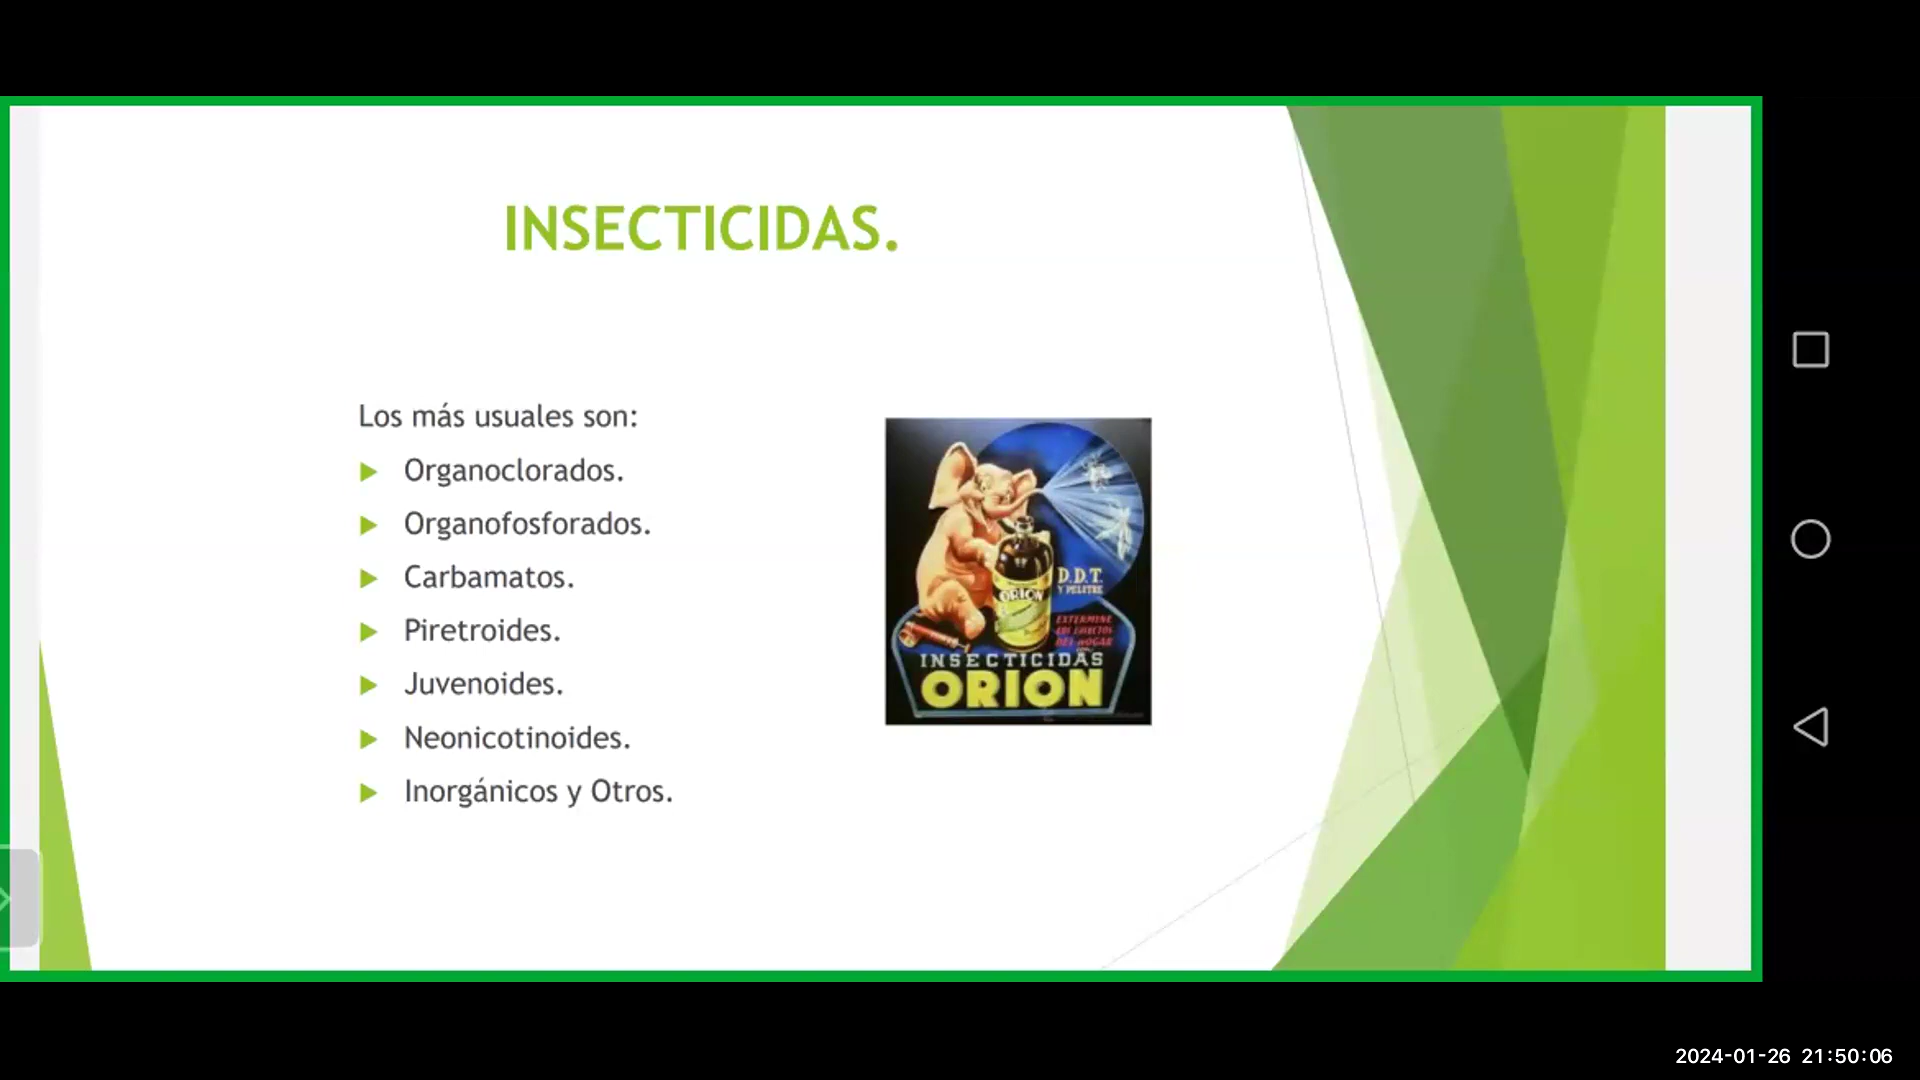 INSECTICIDAS.
Los más usuales son:
Organoclorados.
Organofosforados.
Carbamatos.
Piretroides.
Juvenoides.
Neonicotinoides.
Inorgánicos y Otros.
ORION
D.D.T.
Y PELITRE
EXTERMINE
LOS INSECTOS
DEL HOGAR
INSECTICIDAS
ORION
2024-01-26 21:50:06